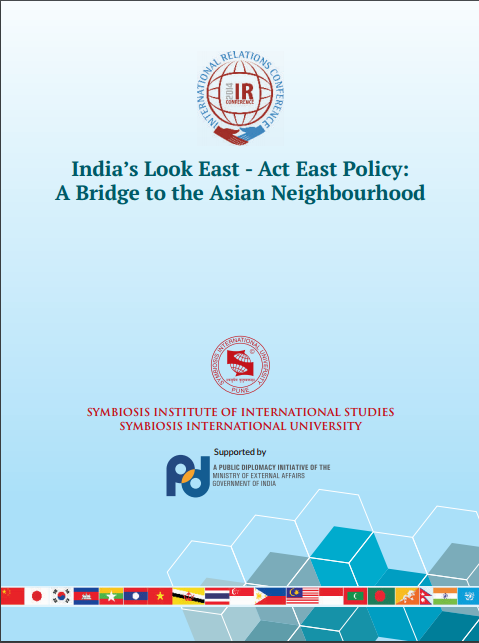 INTERNATIONAL RELATIONS CONFERENCE
2014 IR
CONFERENCE
India's Look East - Act East Policy:
A Bridge to the Asian Neighbourhood
SYMBIOSIS INTERNATIONAL UNIVERSITY
PUNE
SYMBIOSIS INSTITUTE OF INTERNATIONAL STUDIES
SYMBIOSIS INTERNATIONAL UNIVERSITY
Supported by
pd
A PUBLIC DIPLOMACY INITIATIVE OF THE
MINISTRY OF EXTERNAL AFFAIRS
GOVERNMENT OF INDIA